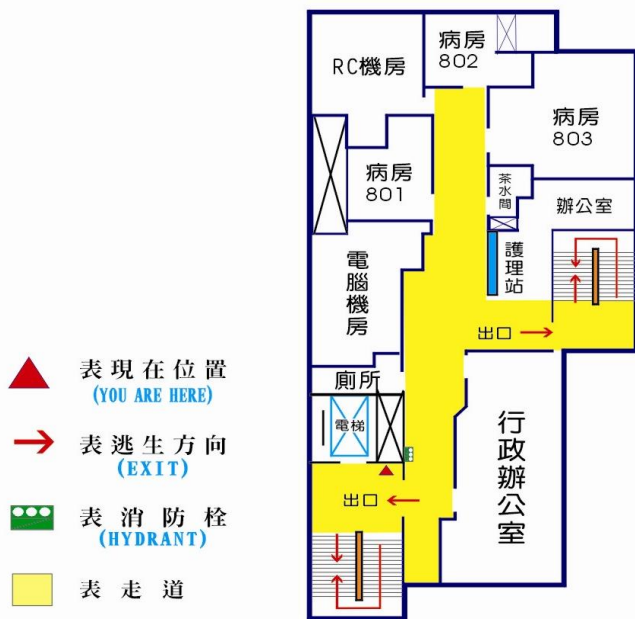 病房
802
RC機房
病房
803
病房
801
茶水間
辦公室
護理站
電腦機房
出口
廁所
電梯
行政辦公室
出口
表現在位置
(YOU ARE HERE)
表逃生方向
(EXIT)
表消防栓
(HYDRANT)
表走道